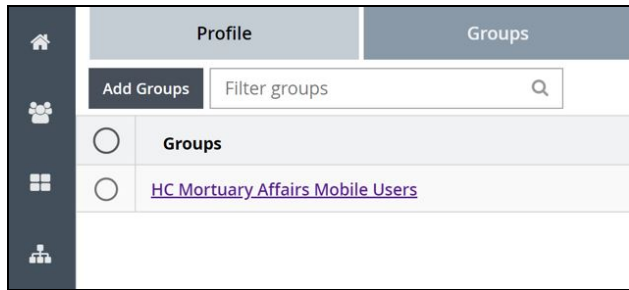 Profile Groups
Add Groups Filter groups
Groups
HC Mortuary Affairs Mobile Users